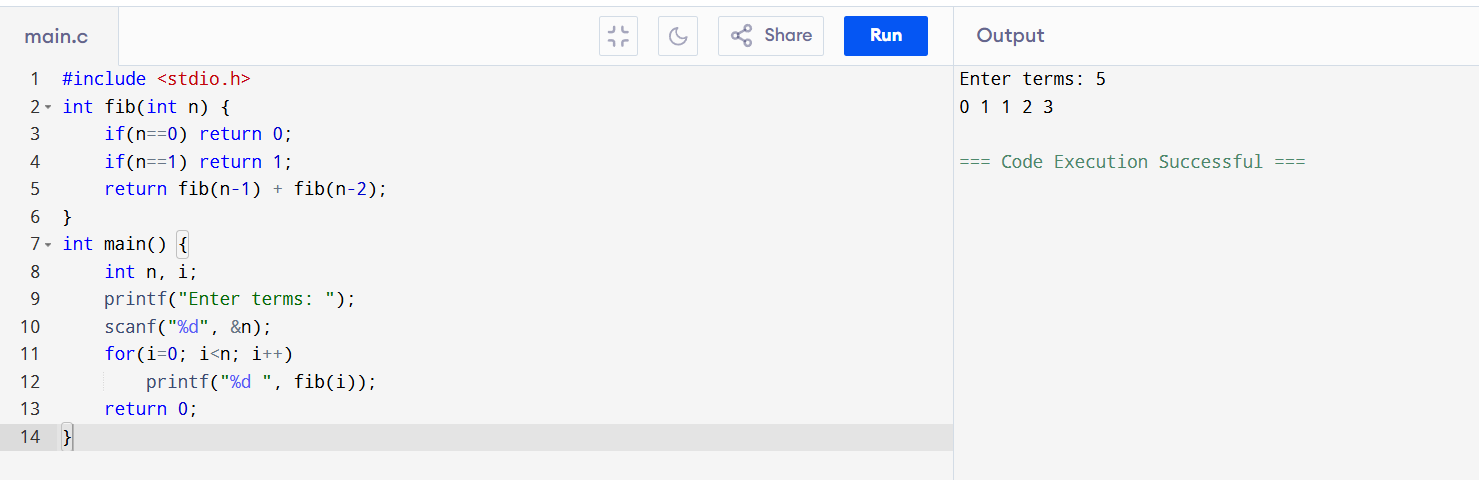 main.c
Share
Run
Output
1 #include <stdio.h>
2 int fib(int n) {
3     if(n==0) return 0;
4     if(n==1) return 1;
5     return fib(n-1) + fib(n-2);
6 }
7 int main() {
8     int n, i;
9     printf("Enter terms: ");
10     scanf("%d", &n);
11     for(i=0; i<n; i++)
12         printf("%d ", fib(i));
13     return 0;
14 }
Enter terms: 5
0 1 1 2 3
=== Code Execution Successful ===